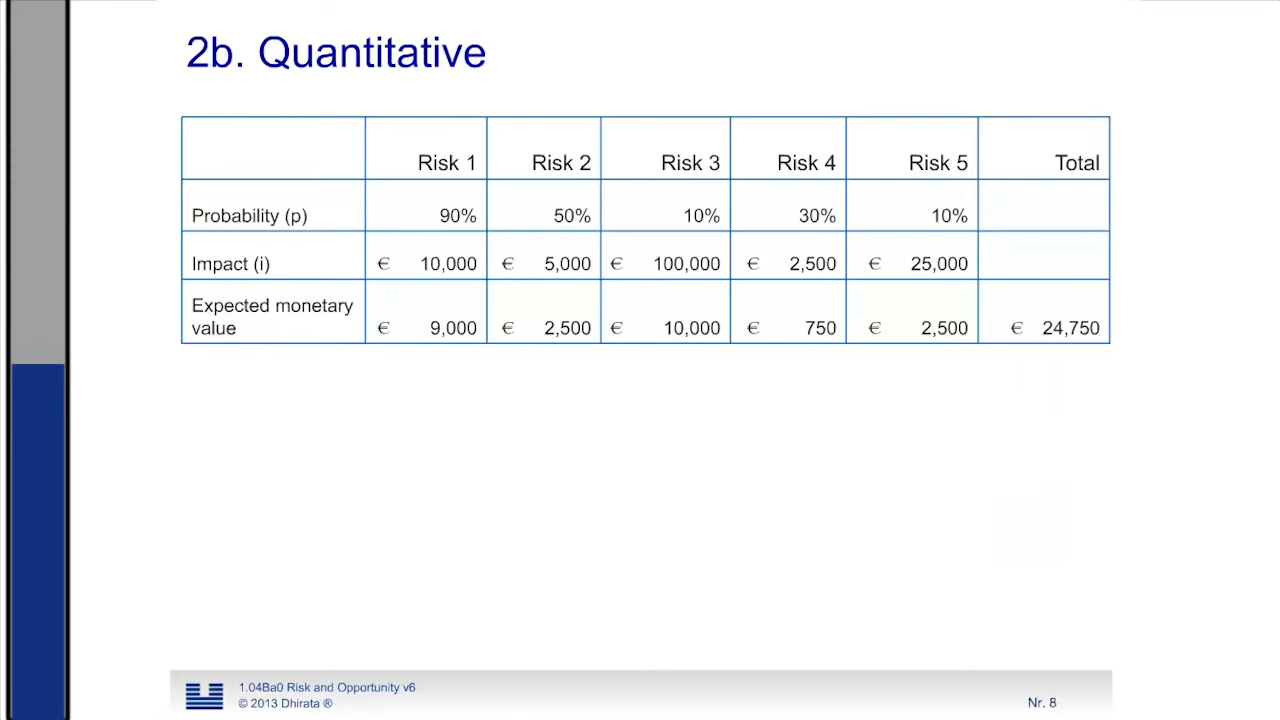 2b. Quantitative
Risk 1 Risk 2 Risk 3 Risk 4 Risk 5 Total
Probability (p) 90% 50% 10% 30% 10%
Impact (i) € 10,000 € 5,000 € 100,000 € 2,500 € 25,000
Expected monetary
value € 9,000 € 2,500 € 10,000 € 750 € 2,500 € 24,750
1.04Ba0 Risk and Opportunity v6
© 2013 Dhirata ®
Nr. 8